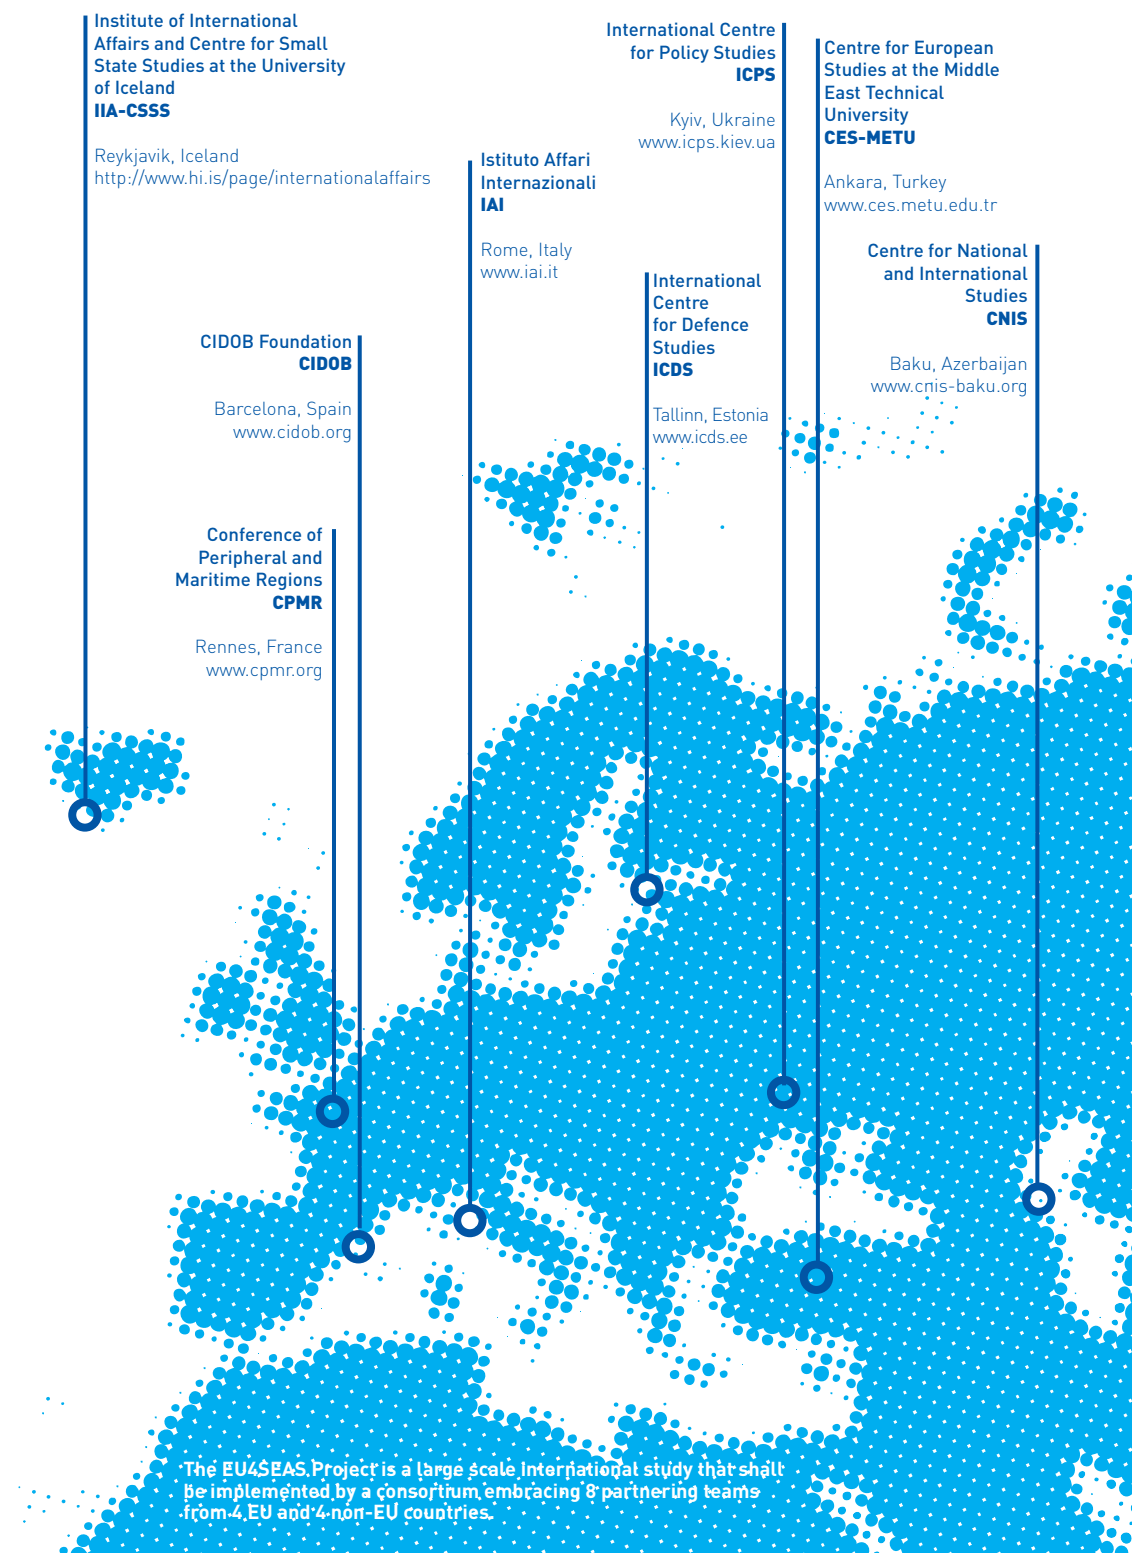 Institute of International
Affairs and Centre for Small
State Studies at the University
of Iceland
IIA-CSSS
Reykjavik, Iceland
http://www.hi.is/page/internationalaffairs
International Centre
for Policy Studies
ICPS
Kyiv, Ukraine
www.icps.kiev.ua
Centre for European
Studies at the Middle
East Technical
University
CES-METU
Ankara, Turkey
www.ces.metu.edu.tr
Istituto Affari
Internazionali
IAI
Rome, Italy
www.iai.it
Centre for National
and International
Studies
CNIS
Baku, Azerbaijan
www.cnis-baku.org
International
Centre
for Defence
Studies
ICDS
Tallinn, Estonia
www.icds.ee
CIDOB Foundation
CIDOB
Barcelona, Spain
www.cidob.org
Conference of
Peripheral and
Maritime Regions
CPMR
Rennes, France
www.cpmr.org
The EU4SEAS Project is a large scale international study that shall
be implemented by a consortium embracing 8 partnering teams
from 4 EU and 4 non-EU countries.